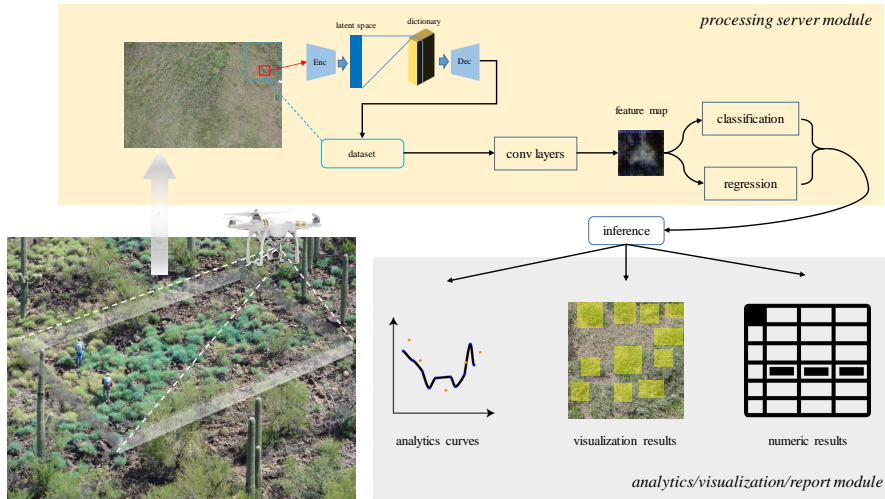 processing server module
latent space
dictionary
Enc
Dec
dataset
conv layers
feature map
classification
regression
inference
analytics curves
visualization results
numeric results
analytics/visualization/report module